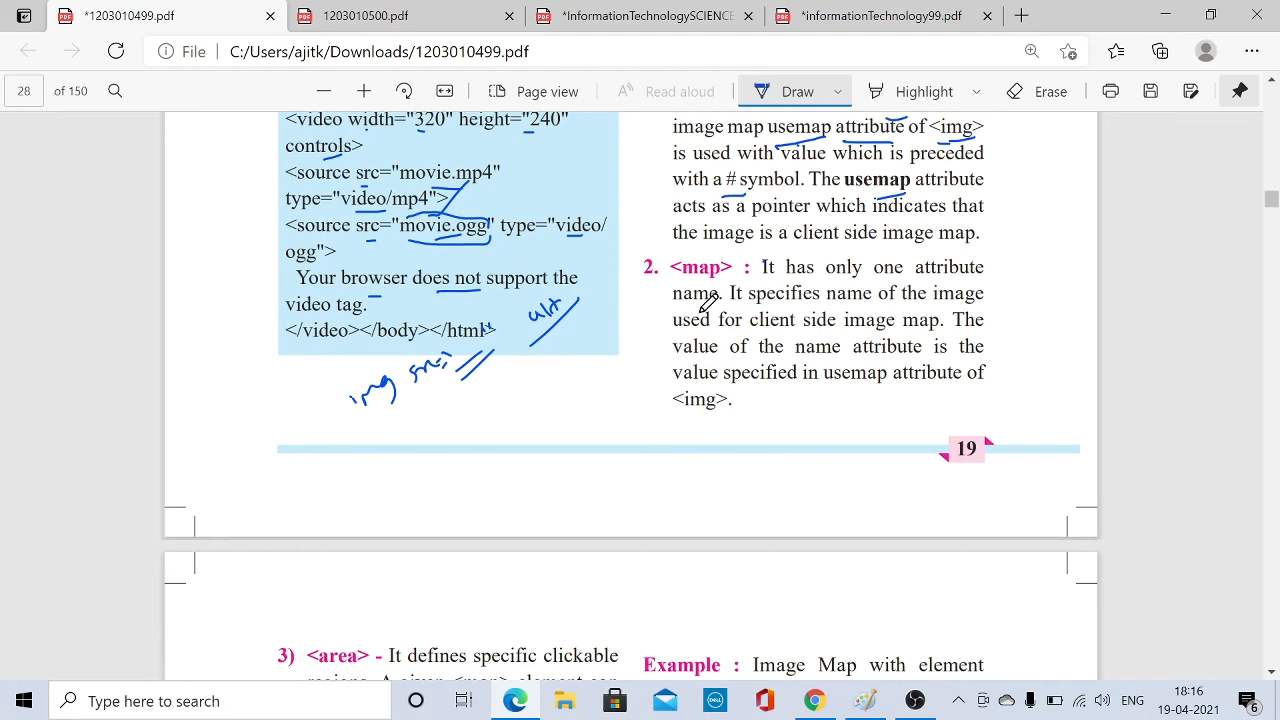 *1203010499.pdf
*1203010500.pdf
*InformationTechnologySCIENCE
*InformationTechnologySCIENCE
File
C:/Users/ajitk/Downloads/1203010499.pdf
28
of 150
Page view
Read aloud
Draw
Highlight
Erase
<video width="320" height="240"
controls>
<source src="movie.mp4"
type="video/mp4">
<source src="movie.ogg" type="video/
ogg">
Your browser does not support the
video tag.
</video></body></html>
img src=
alt
image map usemap attribute of <img>
is used with value which is preceded
with a # symbol. The usemap attribute
acts as a pointer which indicates that
the image is a client side image map.
2. <map> : It has only one attribute
name. It specifies name of the image
used for client side image map. The
value of the name attribute is the
value specified in usemap attribute of
<img>.
19
3) <area> - It defines specific clickable
Example : Image Map with element
Type here to search
DELL
ENG
18:16
19-04-2021
6